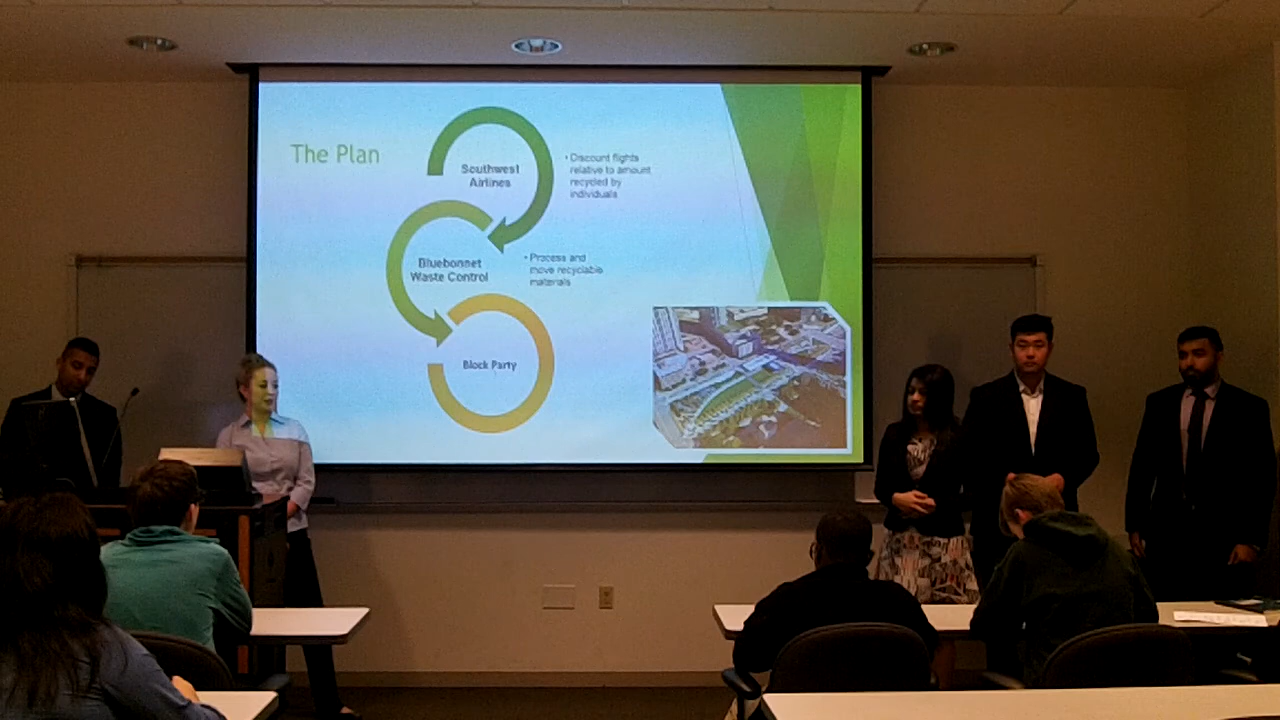 The Plan
Southwest
Airlines
• Discount flights
relative to amount
recycled by
individuals
Bluebonnet
Waste Control
• Process and
move recyclable
materials
Block Party